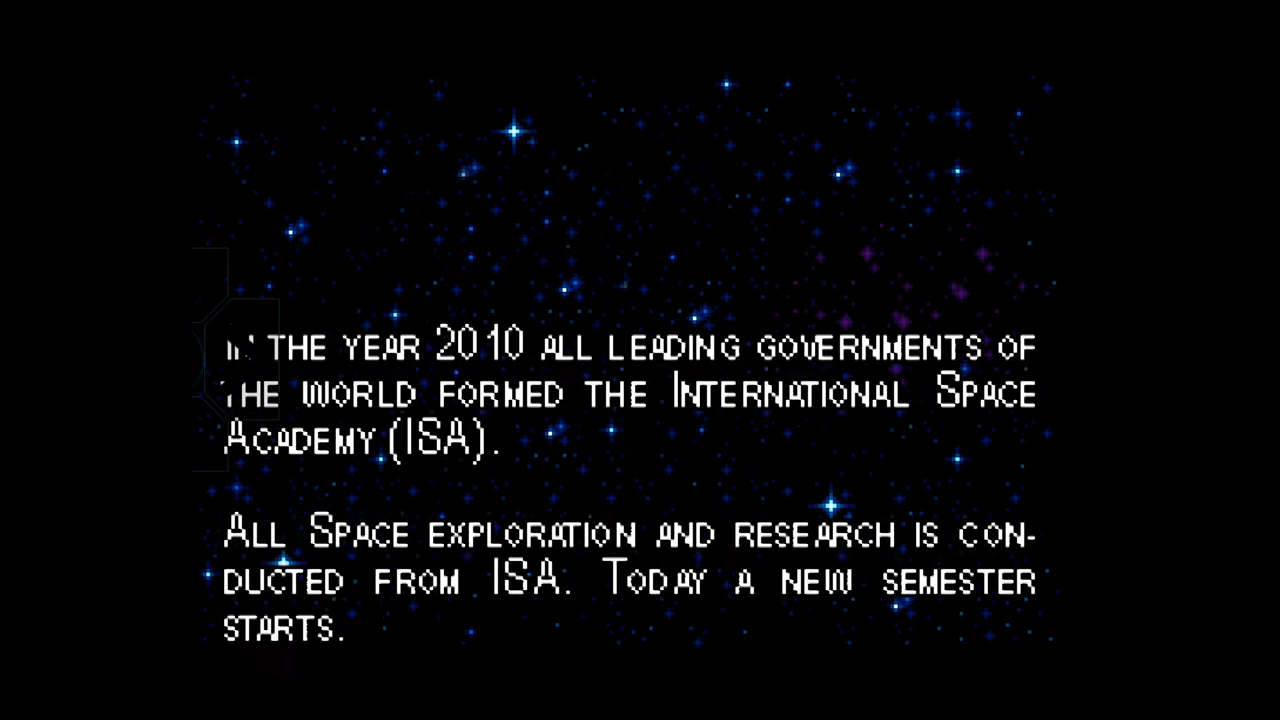 In the year 2010 all leading governments of
the world formed the International Space
Academy (ISA).
All Space exploration and research is con-
ducted from ISA. Today a new semester
starts.